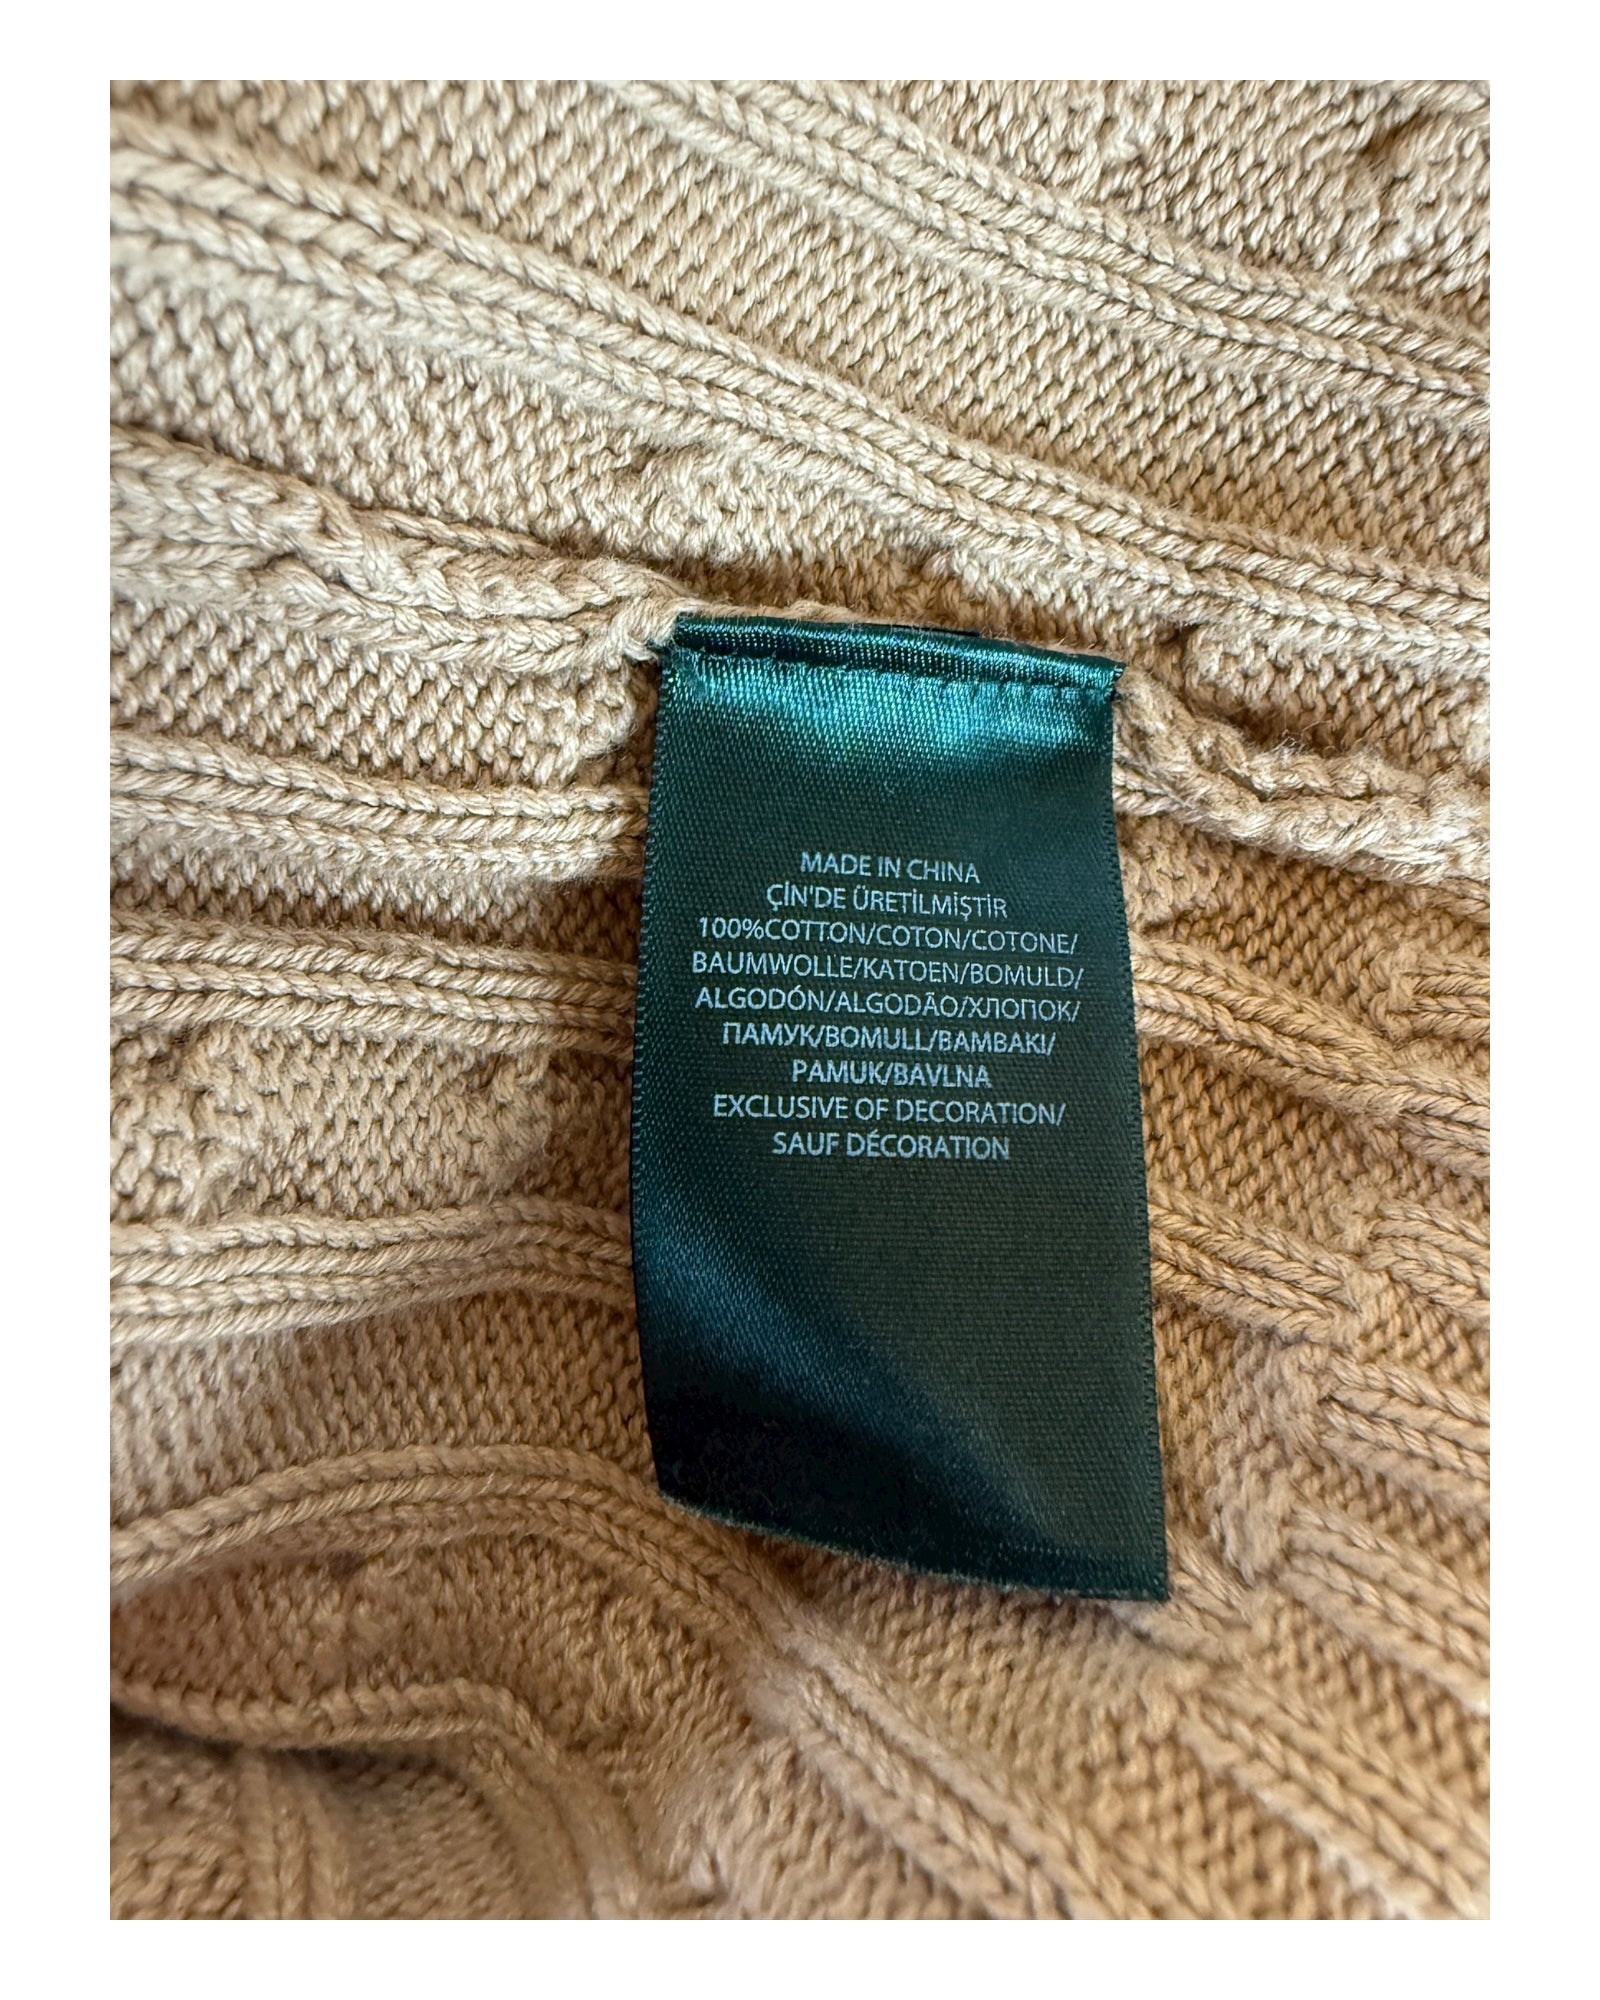 MADE IN CHINA
ÇİN'DE ÜRETİLMİŞTİR
100%COTTON/COTON/COTONE/
BAUMWOLLE/KATOEN/BOMULD/
ALGODÓN/ALGODÃO/ХЛОПОК/
ПАМУК/BOMULL/BAMBAKI/
PAMUK/BAVLNA
EXCLUSIVE OF DECORATION/
SAUF DÉCORATION